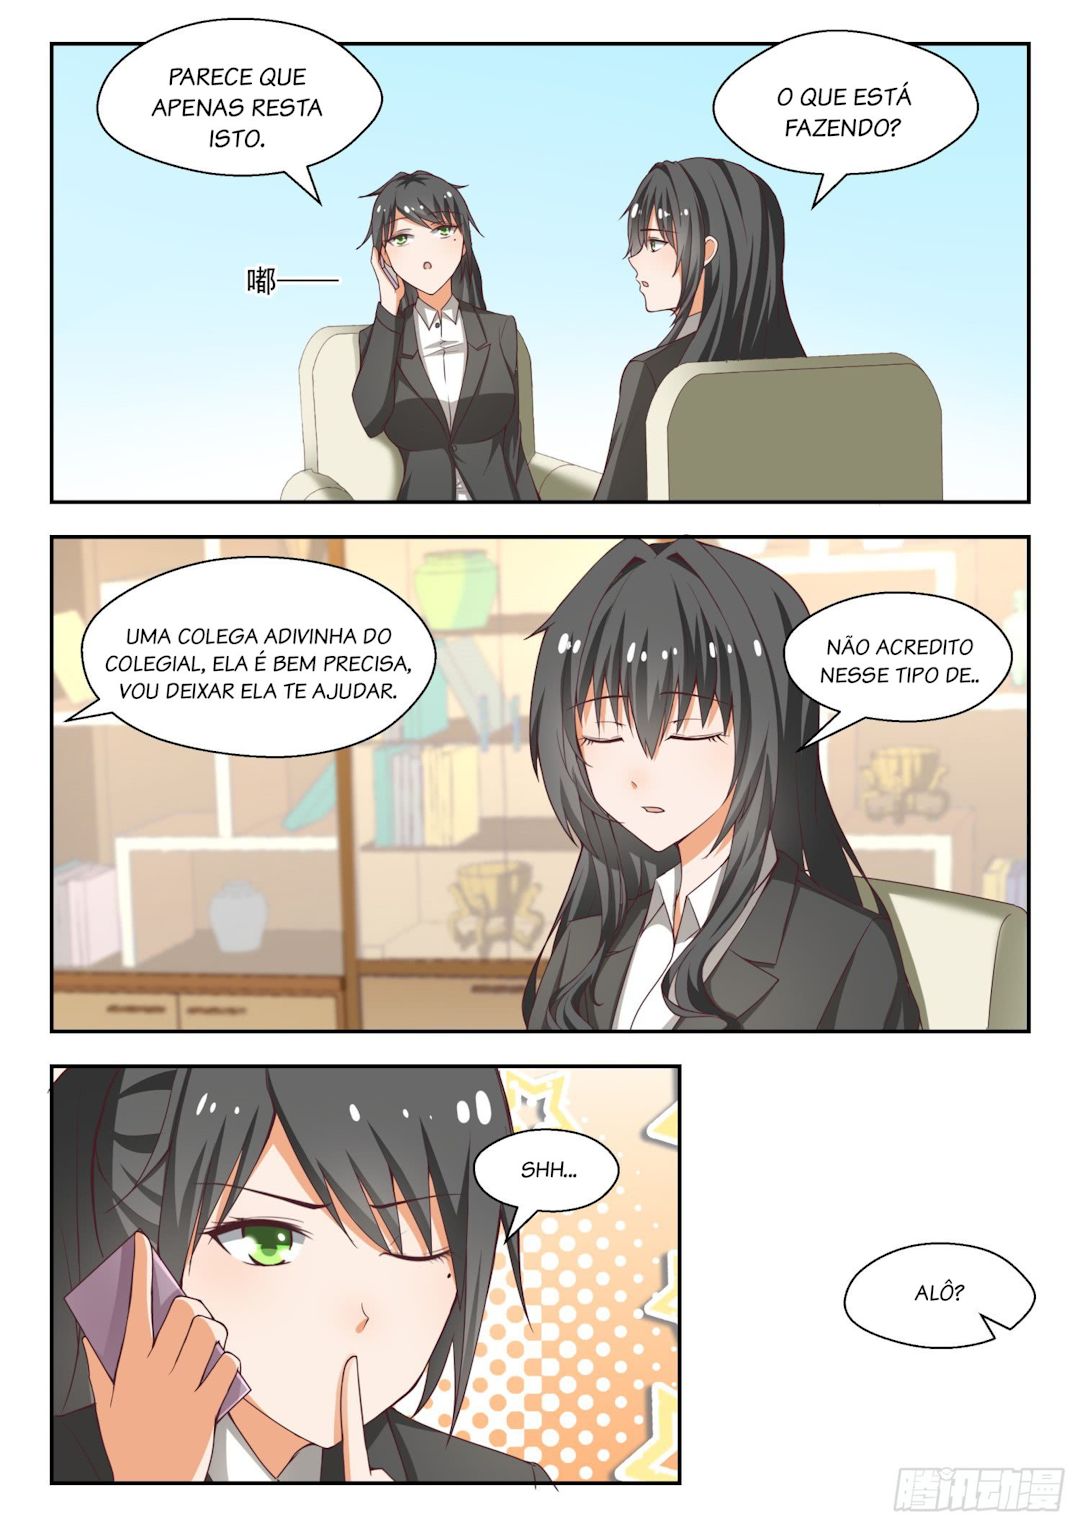 PARECE QUE
APENAS RESTA
ISTO.
O QUE ESTÁ
FAZENDO?
嘟——
UMA COLEGA ADIVINHA DO
COLEGIAL, ELA É BEM PRECISA,
VOU DEIXAR ELA TE AJUDAR.
NÃO ACREDITO
NESSE TIPO DE..
SHH...
ALÔ?
腾讯动漫